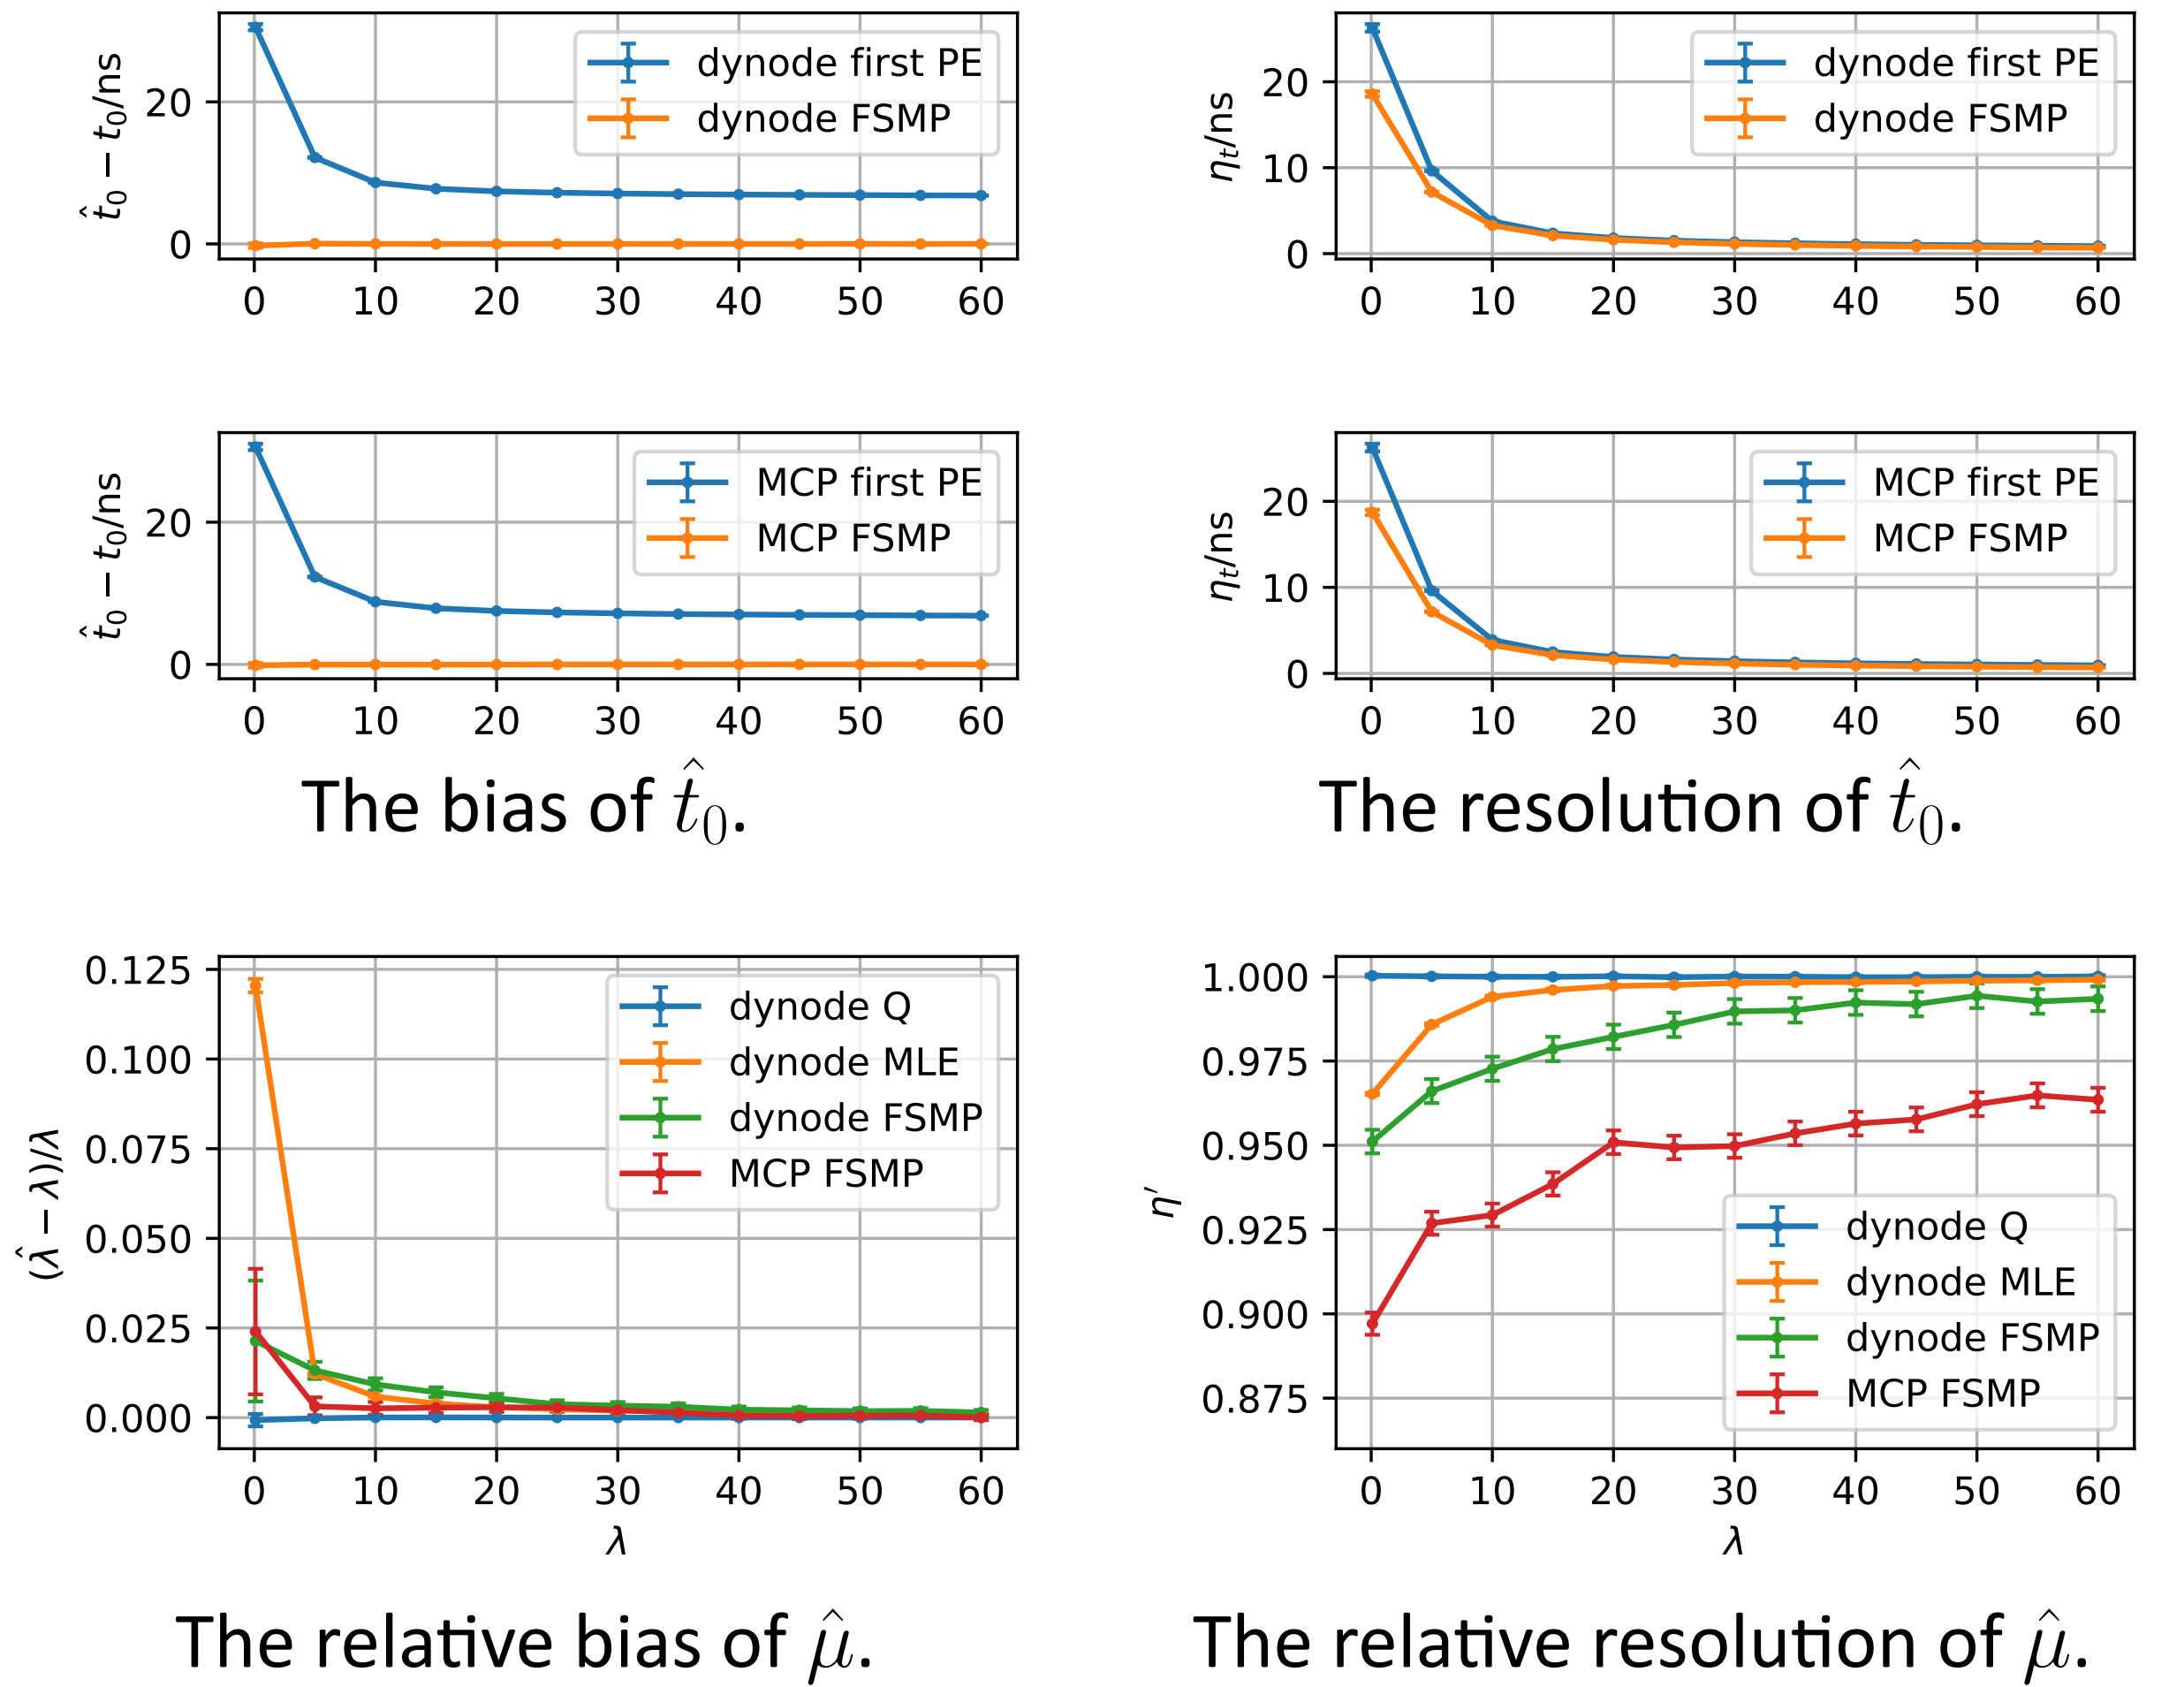 t̂₀ − t₀/ns
20
0
dynode first PE
dynode FSMP
0 10 20 30 40 50 60
ηₜ/ns
20
10
0
dynode first PE
dynode FSMP
0 10 20 30 40 50 60
t̂₀ − t₀/ns
20
0
MCP first PE
MCP FSMP
0 10 20 30 40 50 60
ηₜ/ns
20
10
0
MCP first PE
MCP FSMP
0 10 20 30 40 50 60
The bias of t̂₀.
The resolution of t̂₀.
(λ̂ − λ)/λ
0.125
0.100
0.075
0.050
0.025
0.000
dynode Q
dynode MLE
dynode FSMP
MCP FSMP
0 10 20 30 40 50 60
λ
η′
1.000
0.975
0.950
0.925
0.900
0.875
dynode Q
dynode MLE
dynode FSMP
MCP FSMP
0 10 20 30 40 50 60
λ
The relative bias of μ̂.
The relative resolution of μ̂.